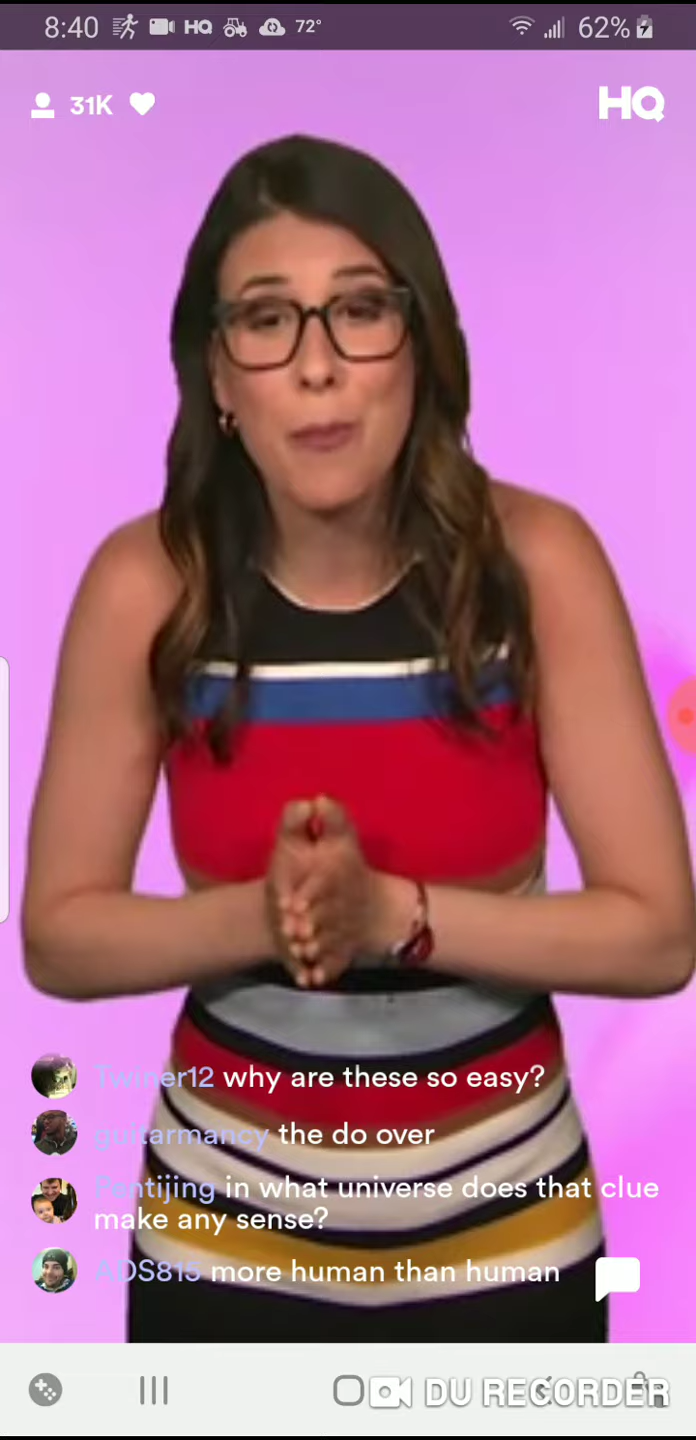 8:40 HQ 72° 62%
31K HQ
Twiner12 why are these so easy?
guitarmancy the do over
Pentijing in what universe does that clue
make any sense?
ADS815 more human than human
DU RECORDER